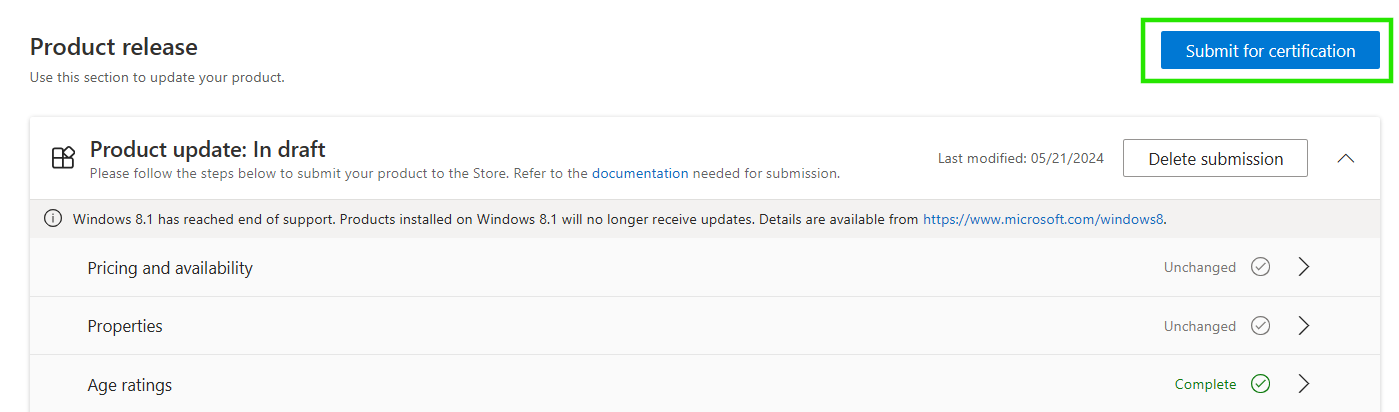 Product release
Submit for certification
Use this section to update your product.
Product update: In draft
Last modified: 05/21/2024
Delete submission
Please follow the steps below to submit your product to the Store. Refer to the documentation needed for submission.
Windows 8.1 has reached end of support. Products installed on Windows 8.1 will no longer receive updates. Details are available from https://www.microsoft.com/windows8.
Pricing and availability
Unchanged
Properties
Unchanged
Age ratings
Complete